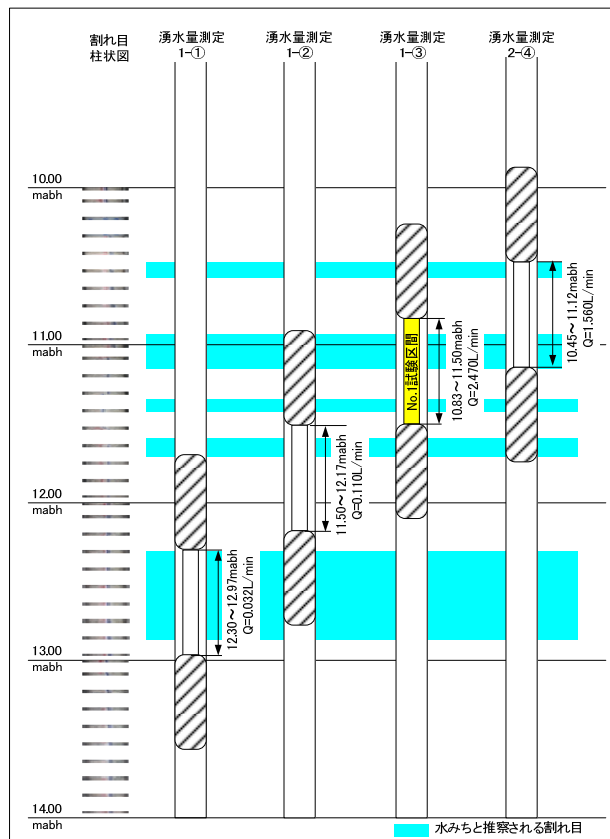 割れ目
柱状図
湧水量測定
1-①
湧水量測定
1-②
湧水量測定
1-③
湧水量測定
2-④
10.00
mabh
11.00
mabh
12.00
mabh
13.00
mabh
14.00
mabh
12.30～12.97mabh
Q=0.032L/min
11.50～12.17mabh
Q=0.110L/min
No.1試験区間
10.83～11.50mabh
Q=2.470L/min
10.45～11.12mabh
Q=1.560L/min
水みちと推察される割れ目